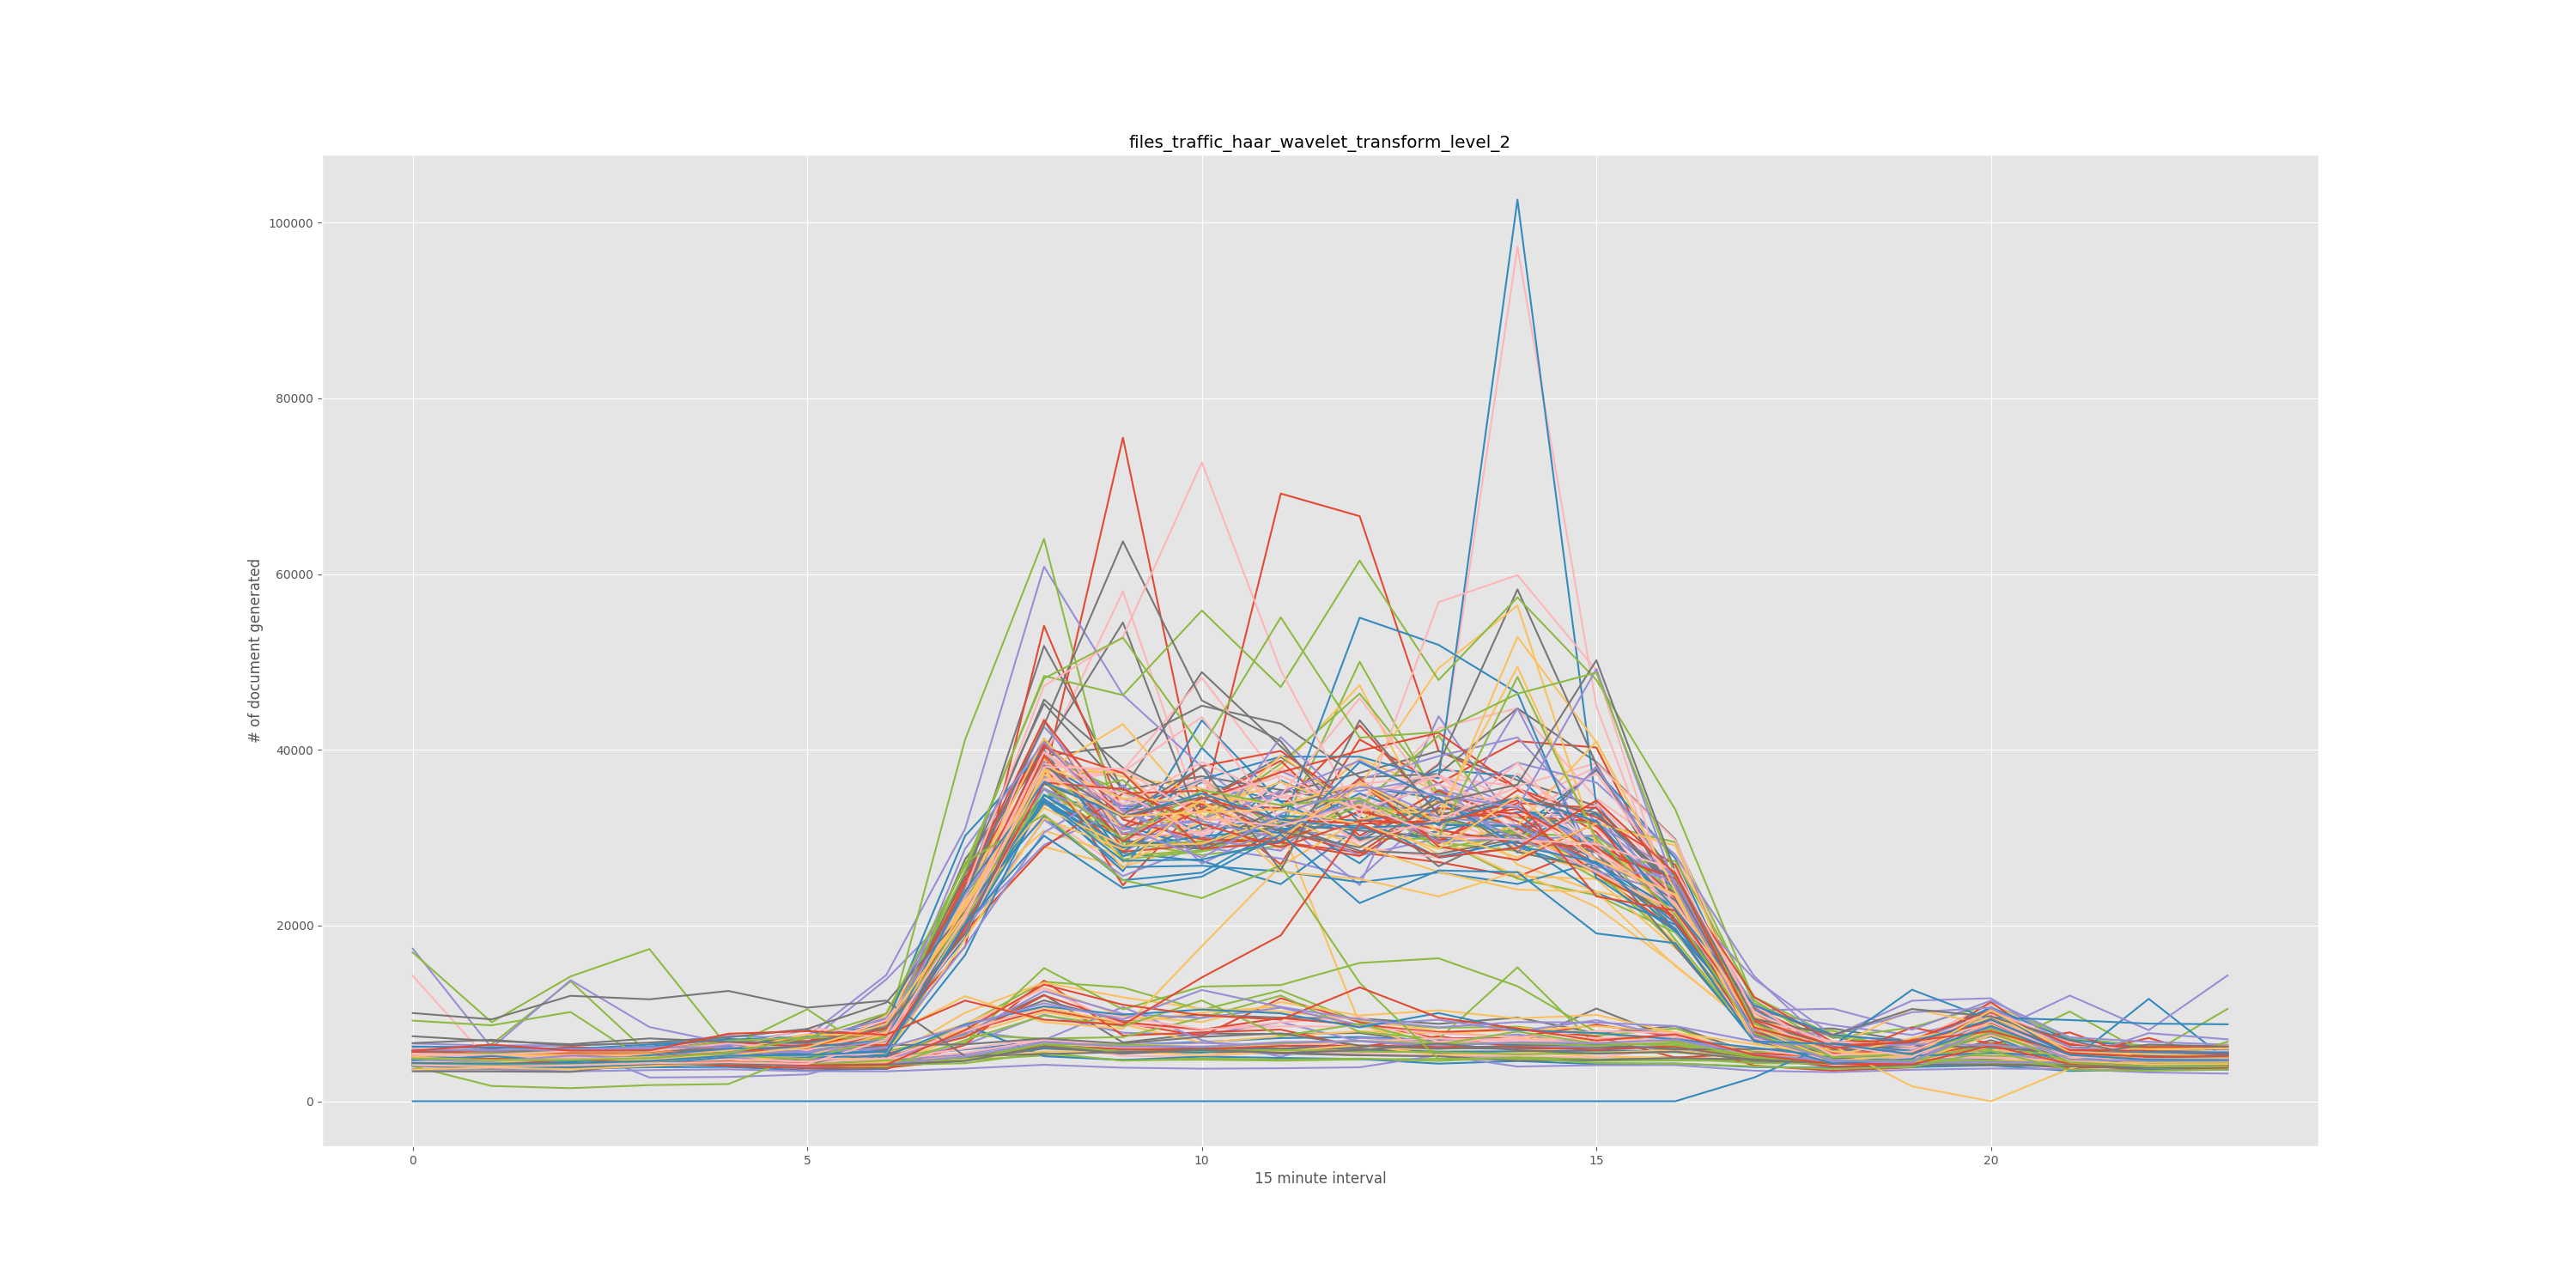 files_traffic_haar_wavelet_transform_level_2
100000
80000
60000
40000
20000
0
# of document generated
0 5 10 15 20
15 minute interval